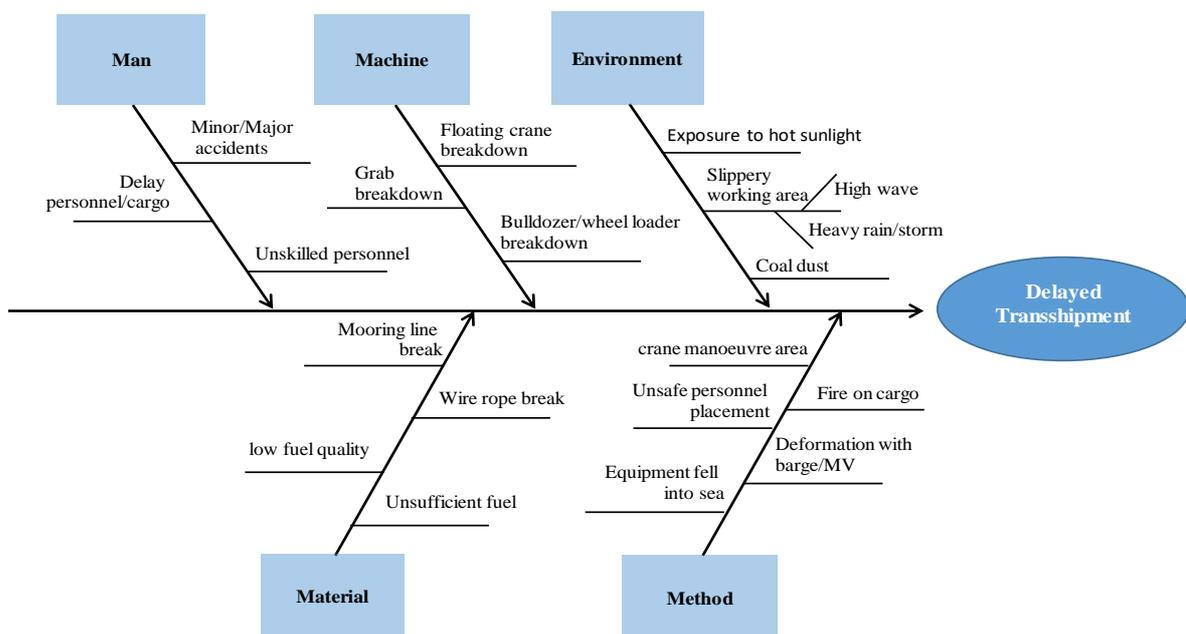 Man
Machine
Environment
Minor/Major
accidents
Delay
personnel/cargo
Unskilled personnel
Floating crane
breakdown
Grab
breakdown
Bulldozer/wheel loader
breakdown
Exposure to hot sunlight
Slippery
working area
High wave
Heavy rain/storm
Coal dust
Delayed
Transshipment
Mooring line
break
Wire rope break
low fuel quality
Unsufficient fuel
crane manoeuvre area
Unsafe personnel
placement
Fire on cargo
Deformation with
barge/MV
Equipment fell
into sea
Material
Method